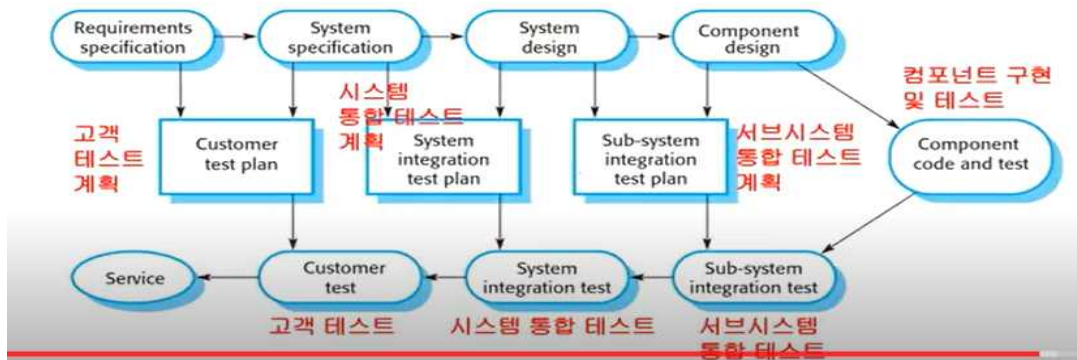 Requirements
specification
System
specification
System
design
Component
design
컴포넌트 구현
및 테스트
시스템
통합 테스트
계획
고객
테스트
계획
Customer
test plan
System
integration
test plan
Sub-system
integration
test plan
서브시스템
통합 테스트
계획
Component
code and test
Service
Customer
test
System
integration test
Sub-system
integration test
고객 테스트
시스템 통합 테스트
서브시스템
통합 테스트